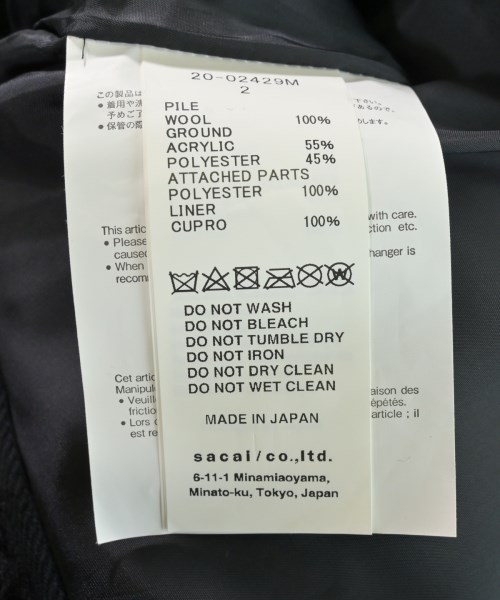 20-02429M
2
PILE
WOOL 100%
GROUND
ACRYLIC 55%
POLYESTER 45%
ATTACHED PARTS
POLYESTER 100%
LINER
CUPRO 100%
W
DO NOT WASH
DO NOT BLEACH
DO NOT TUMBLE DRY
DO NOT IRON
DO NOT DRY CLEAN
DO NOT WET CLEAN
MADE IN JAPAN
sacai/co.,ltd.
6-11-1 Minamiaoyama,
Minato-ku, Tokyo, Japan
この製品は
予めご了
● 保管の際
This artic
with care.
● Please
ction etc.
caused
hanger is
● When
recom
Cet artic
Manipul
aison des
● Veuill
épétés.
frictio
article ; il
● Lors d
est re